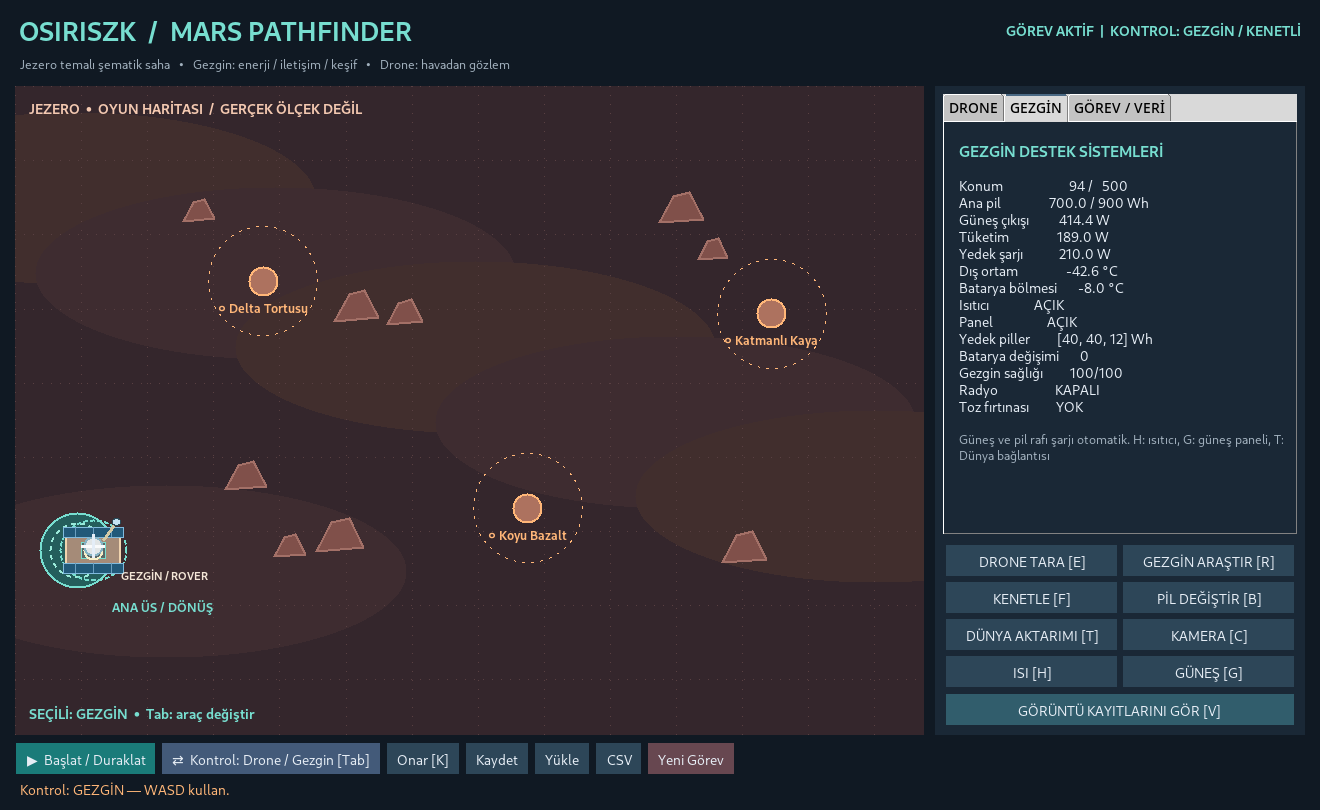 OSIRISZK / MARS PATHFINDER
GÖREV AKTİF | KONTROL: GEZGİN / KENETLİ
Jezero temalı şematik saha • Gezgin: enerji / iletişim / keşif • Drone: havadan gözlem
JEZERO • OYUN HARİTASI / GERÇEK ÖLÇEK DEĞİL
Delta Tortusu
Katmanlı Kaya
Koyu Bazalt
GEZGİN / ROVER
ANA ÜS / DÖNÜŞ
SEÇİLİ: GEZGİN • Tab: araç değiştir
DRONE GEZGİN GÖREV / VERİ
GEZGİN DESTEK SİSTEMLERİ
Konum 94 / 500
Ana pil 700.0 / 900 Wh
Güneş çıkışı 414.4 W
Tüketim 189.0 W
Yedek şarjı 210.0 W
Dış ortam -42.6 °C
Batarya bölmesi -8.0 °C
Isıtıcı AÇIK
Panel AÇIK
Yedek piller [40, 40, 12] Wh
Batarya değişimi 0
Gezgin sağlığı 100/100
Radyo KAPALI
Toz fırtınası YOK
Güneş ve pil rafı şarjı otomatik. H: ısıtıcı, G: güneş paneli, T:
Dünya bağlantısı
DRONE TARA [E] GEZGİN ARAŞTIR [R]
KENETLE [F] PİL DEĞİŞTİR [B]
DÜNYA AKTARIMI [T] KAMERA [C]
ISI [H] GÜNEŞ [G]
GÖRÜNTÜ KAYITLARINI GÖR [V]
▶ Başlat / Duraklat ⇄ Kontrol: Drone / Gezgin [Tab] Onar [K] Kaydet Yükle CSV Yeni Görev
Kontrol: GEZGİN — WASD kullan.